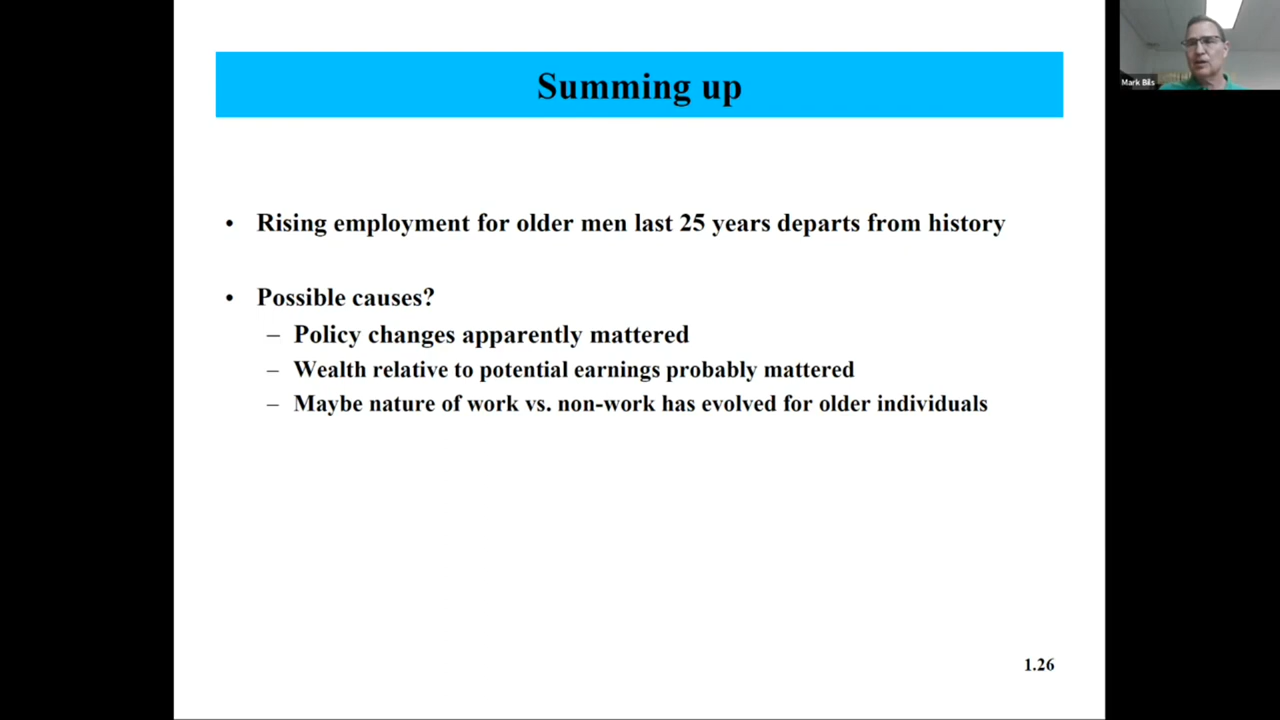 Summing up
Mark Bils
• Rising employment for older men last 25 years departs from history
• Possible causes?
– Policy changes apparently mattered
– Wealth relative to potential earnings probably mattered
– Maybe nature of work vs. non-work has evolved for older individuals
1.26